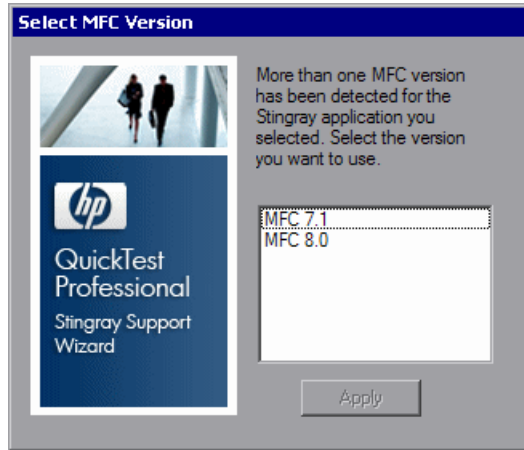 Select MFC Version
More than one MFC version
has been detected for the
Stingray application you
selected. Select the version
you want to use.
hp
QuickTest
Professional
Stingray Support
Wizard
MFC 7.1
MFC 8.0
Apply